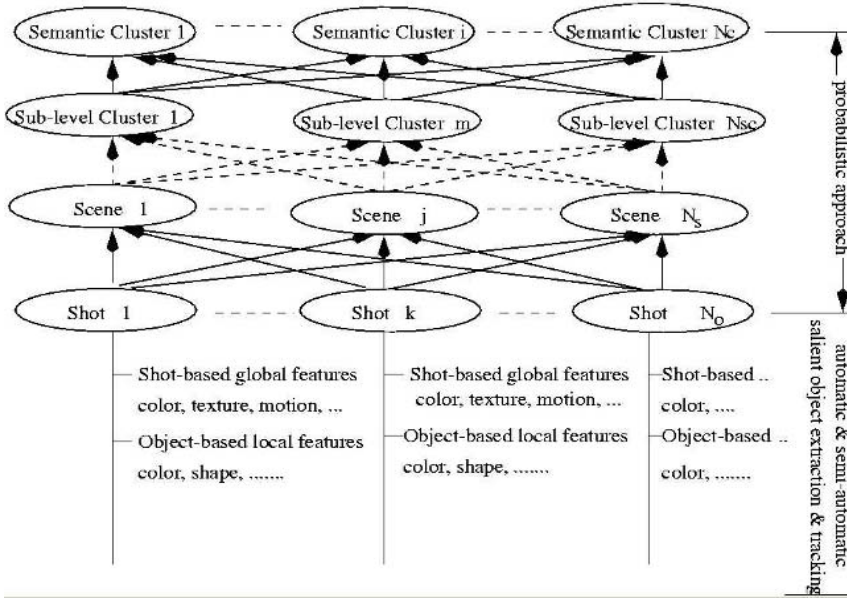 Semantic Cluster 1
Semantic Cluster i
Semantic Cluster Nc
Sub-level Cluster 1
Sub-level Cluster m
Sub-level Cluster Nsc
Scene 1
Scene j
Scene Ns
Shot 1
Shot k
Shot No
Shot-based global features
color, texture, motion, ...
Object-based local features
color, shape, .......
Shot-based global features
color, texture, motion, ...
Object-based local features
color, shape, .......
Shot-based ..
color, ....
Object-based ..
color, .......
probabilistic approach
automatic & semi-automatic
salient object extraction & tracking